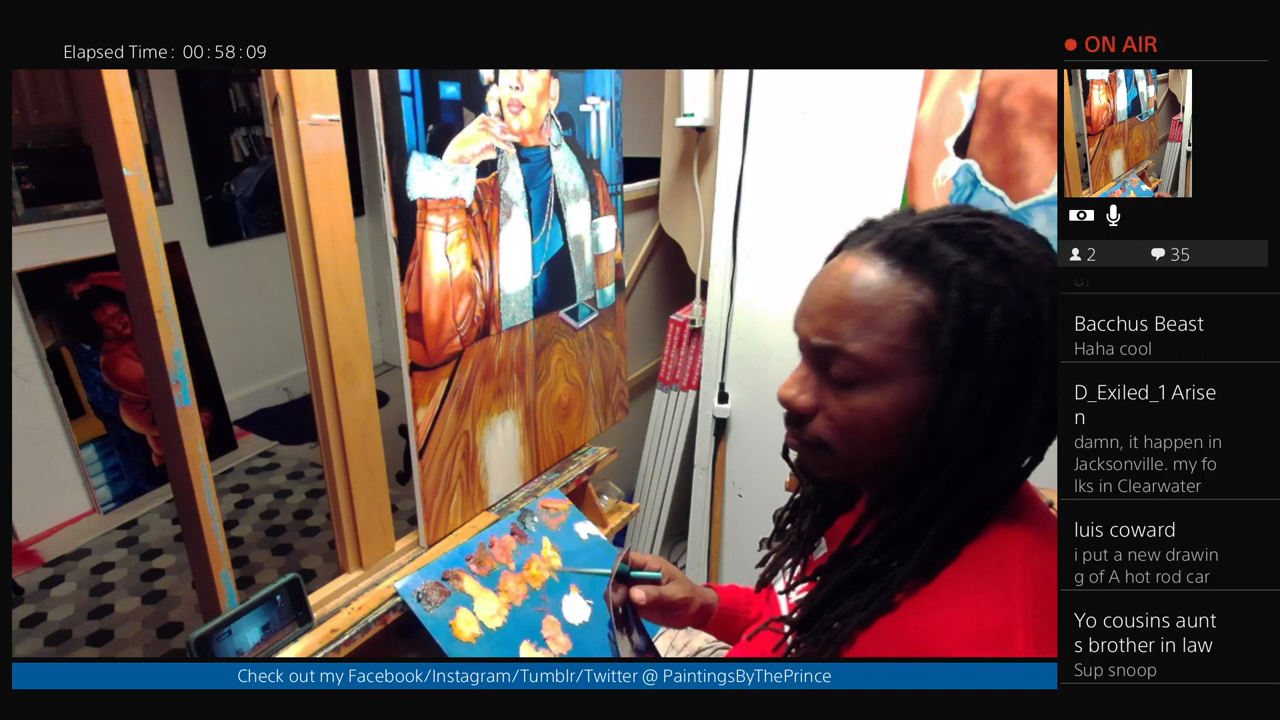 Elapsed Time: 00:58:09
ON AIR
2 35
Bacchus Beast
Haha cool
D_Exiled_1 Arise
n
damn, it happen in
Jacksonville. my fo
lks in Clearwater
luis coward
i put a new drawin
g of A hot rod car
Yo cousins aunt
s brother in law
Sup snoop
Check out my Facebook/Instagram/Tumblr/Twitter @ PaintingsByThePrince